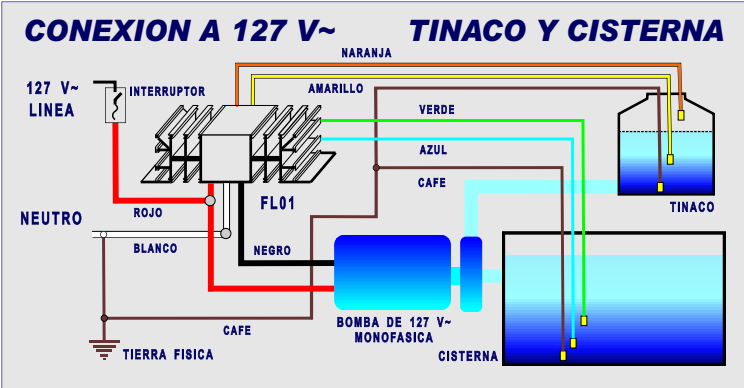 CONEXION A 127 V~ TINACO Y CISTERNA
NARANJA
127 V~
LINEA
INTERRUPTOR
AMARILLO
VERDE
AZUL
CAFE
FL01
TINACO
ROJO
NEUTRO
BLANCO
NEGRO
BOMBA DE 127 V~
MONOFASICA
CAFE
TIERRA FISICA
CISTERNA